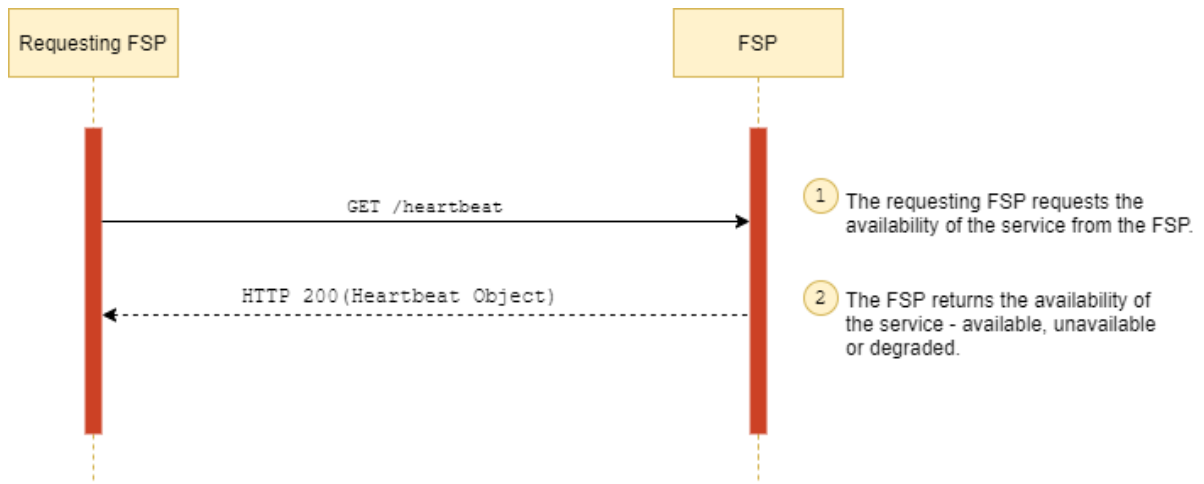 Requesting FSP
FSP
GET /heartbeat
1
The requesting FSP requests the
availability of the service from the FSP.
HTTP 200(Heartbeat Object)
2
The FSP returns the availability of
the service - available, unavailable
or degraded.